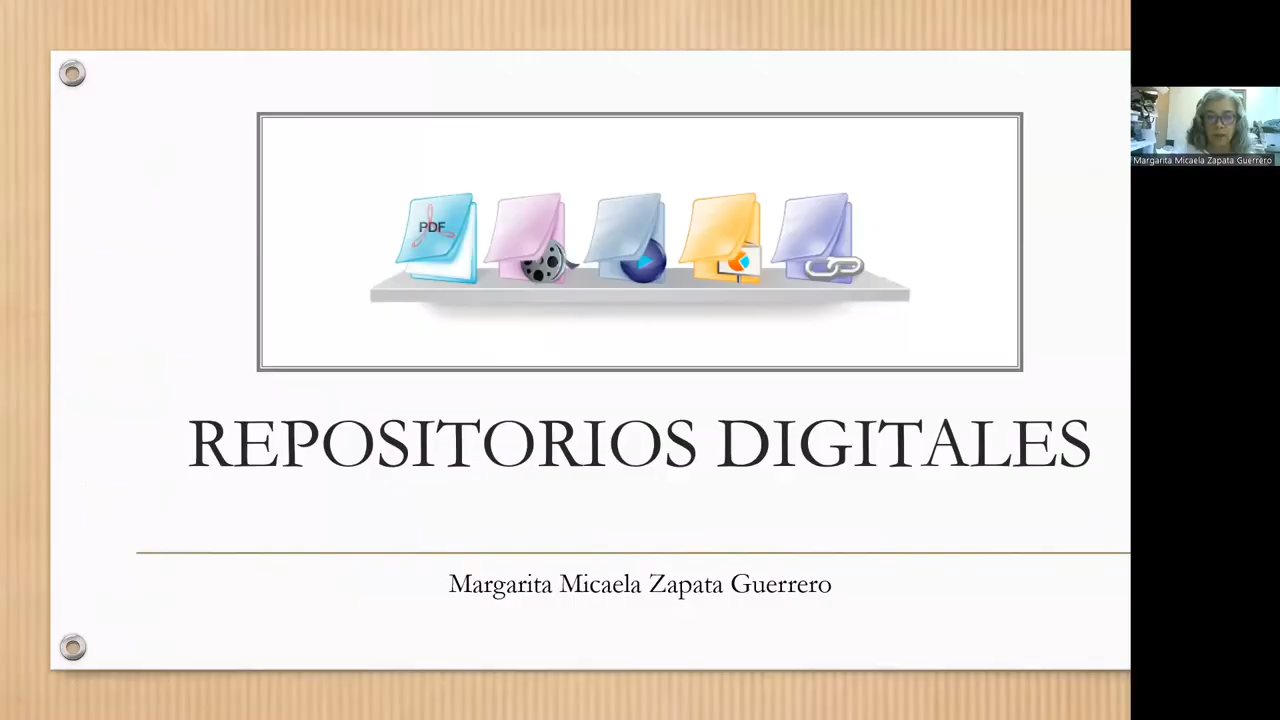 PDF
Margarita Micaela Zapata Guerrero
REPOSITORIOS DIGITALES
Margarita Micaela Zapata Guerrero